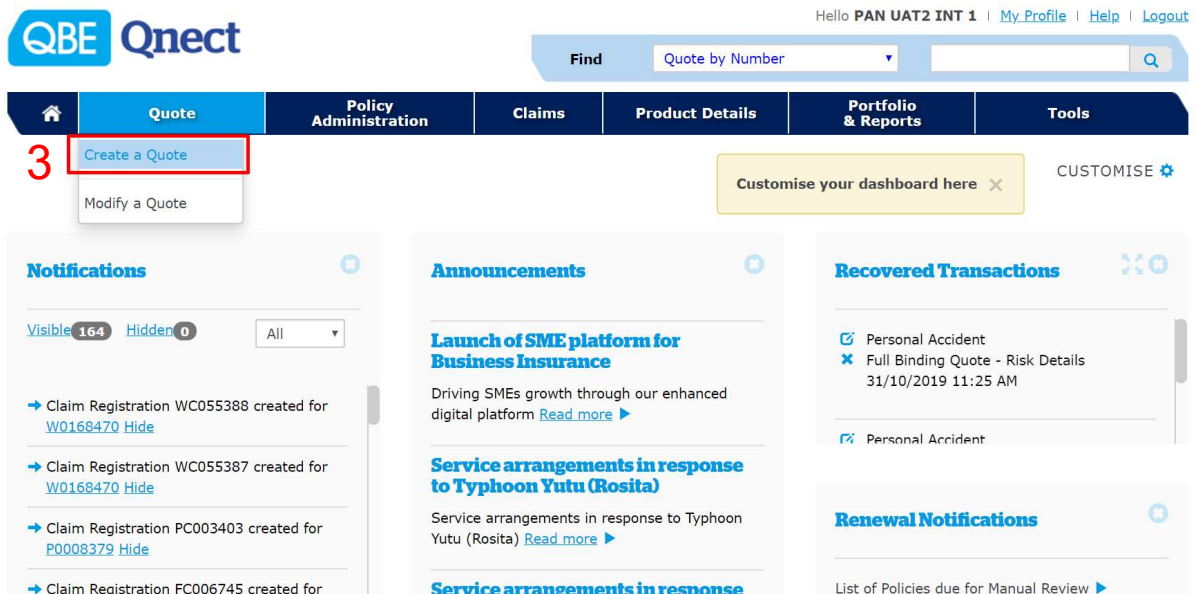 QBE Qnect
Hello PAN UAT2 INT 1 | My Profile | Help | Logout
Find Quote by Number
Quote
Policy Administration
Claims
Product Details
Portfolio & Reports
Tools
3
Create a Quote
Modify a Quote
Customise your dashboard here
CUSTOMISE
Notifications
Visible 164 Hidden 0 All
Claim Registration WC055388 created for
W0168470 Hide
Claim Registration WC055387 created for
W0168470 Hide
Claim Registration PC003403 created for
P0008379 Hide
Claim Registration FC006745 created for
Announcements
Launch of SME platform for
Business Insurance
Driving SMEs growth through our enhanced
digital platform Read more
Service arrangements in response
to Typhoon Yutu (Rosita)
Service arrangements in response to Typhoon
Yutu (Rosita) Read more
Service arrangements in response
Recovered Transactions
Personal Accident
Full Binding Quote - Risk Details
31/10/2019 11:25 AM
Personal Accident
Renewal Notifications
List of Policies due for Manual Review